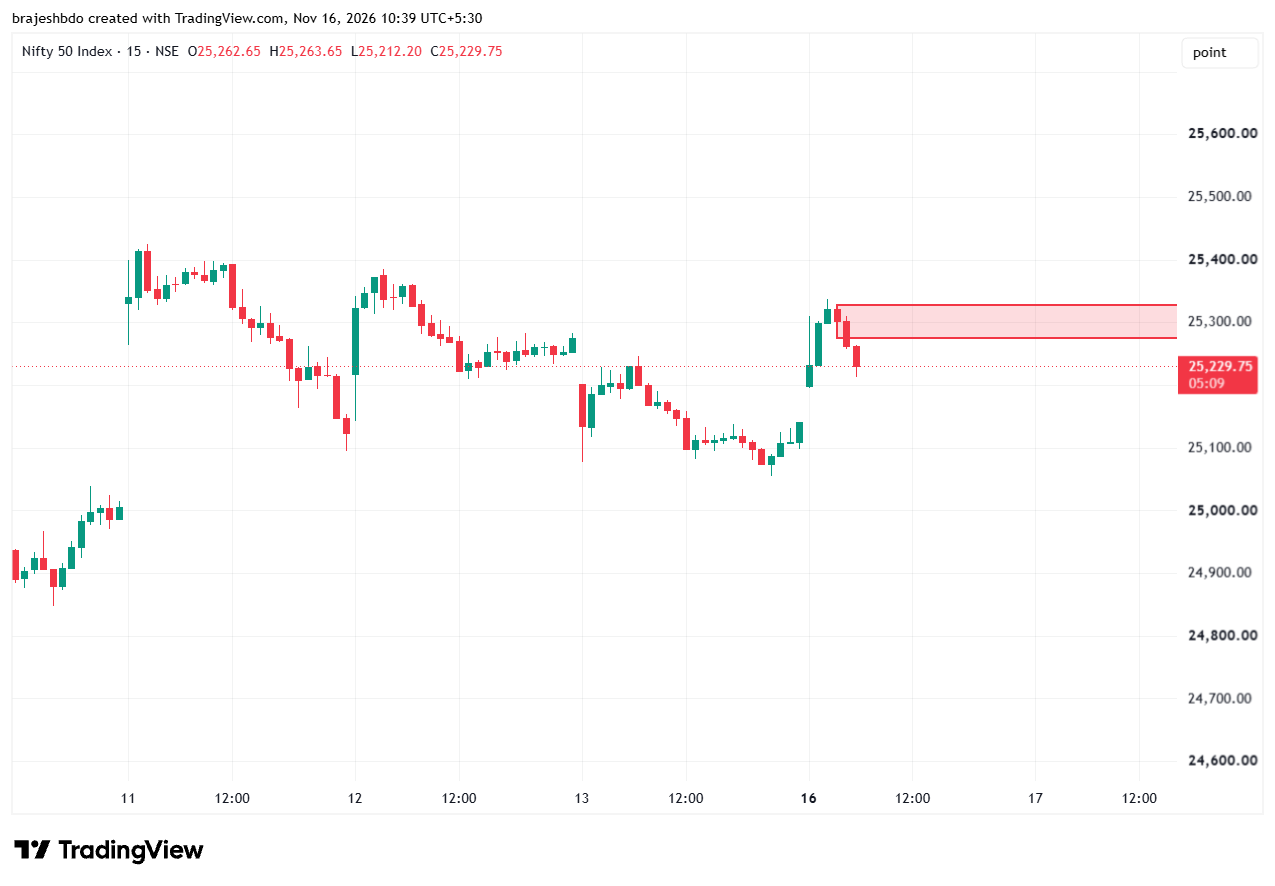 brajeshbdo created with TradingView.com, Nov 16, 2026 10:39 UTC+5:30
Nifty 50 Index · 15 · NSE O25,262.65 H25,263.65 L25,212.20 C25,229.75
point
25,600.00
25,500.00
25,400.00
25,300.00
25,229.75
05:09
25,100.00
25,000.00
24,900.00
24,800.00
24,700.00
24,600.00
11 12:00 12 12:00 13 12:00 16 12:00 17 12:00
TradingView